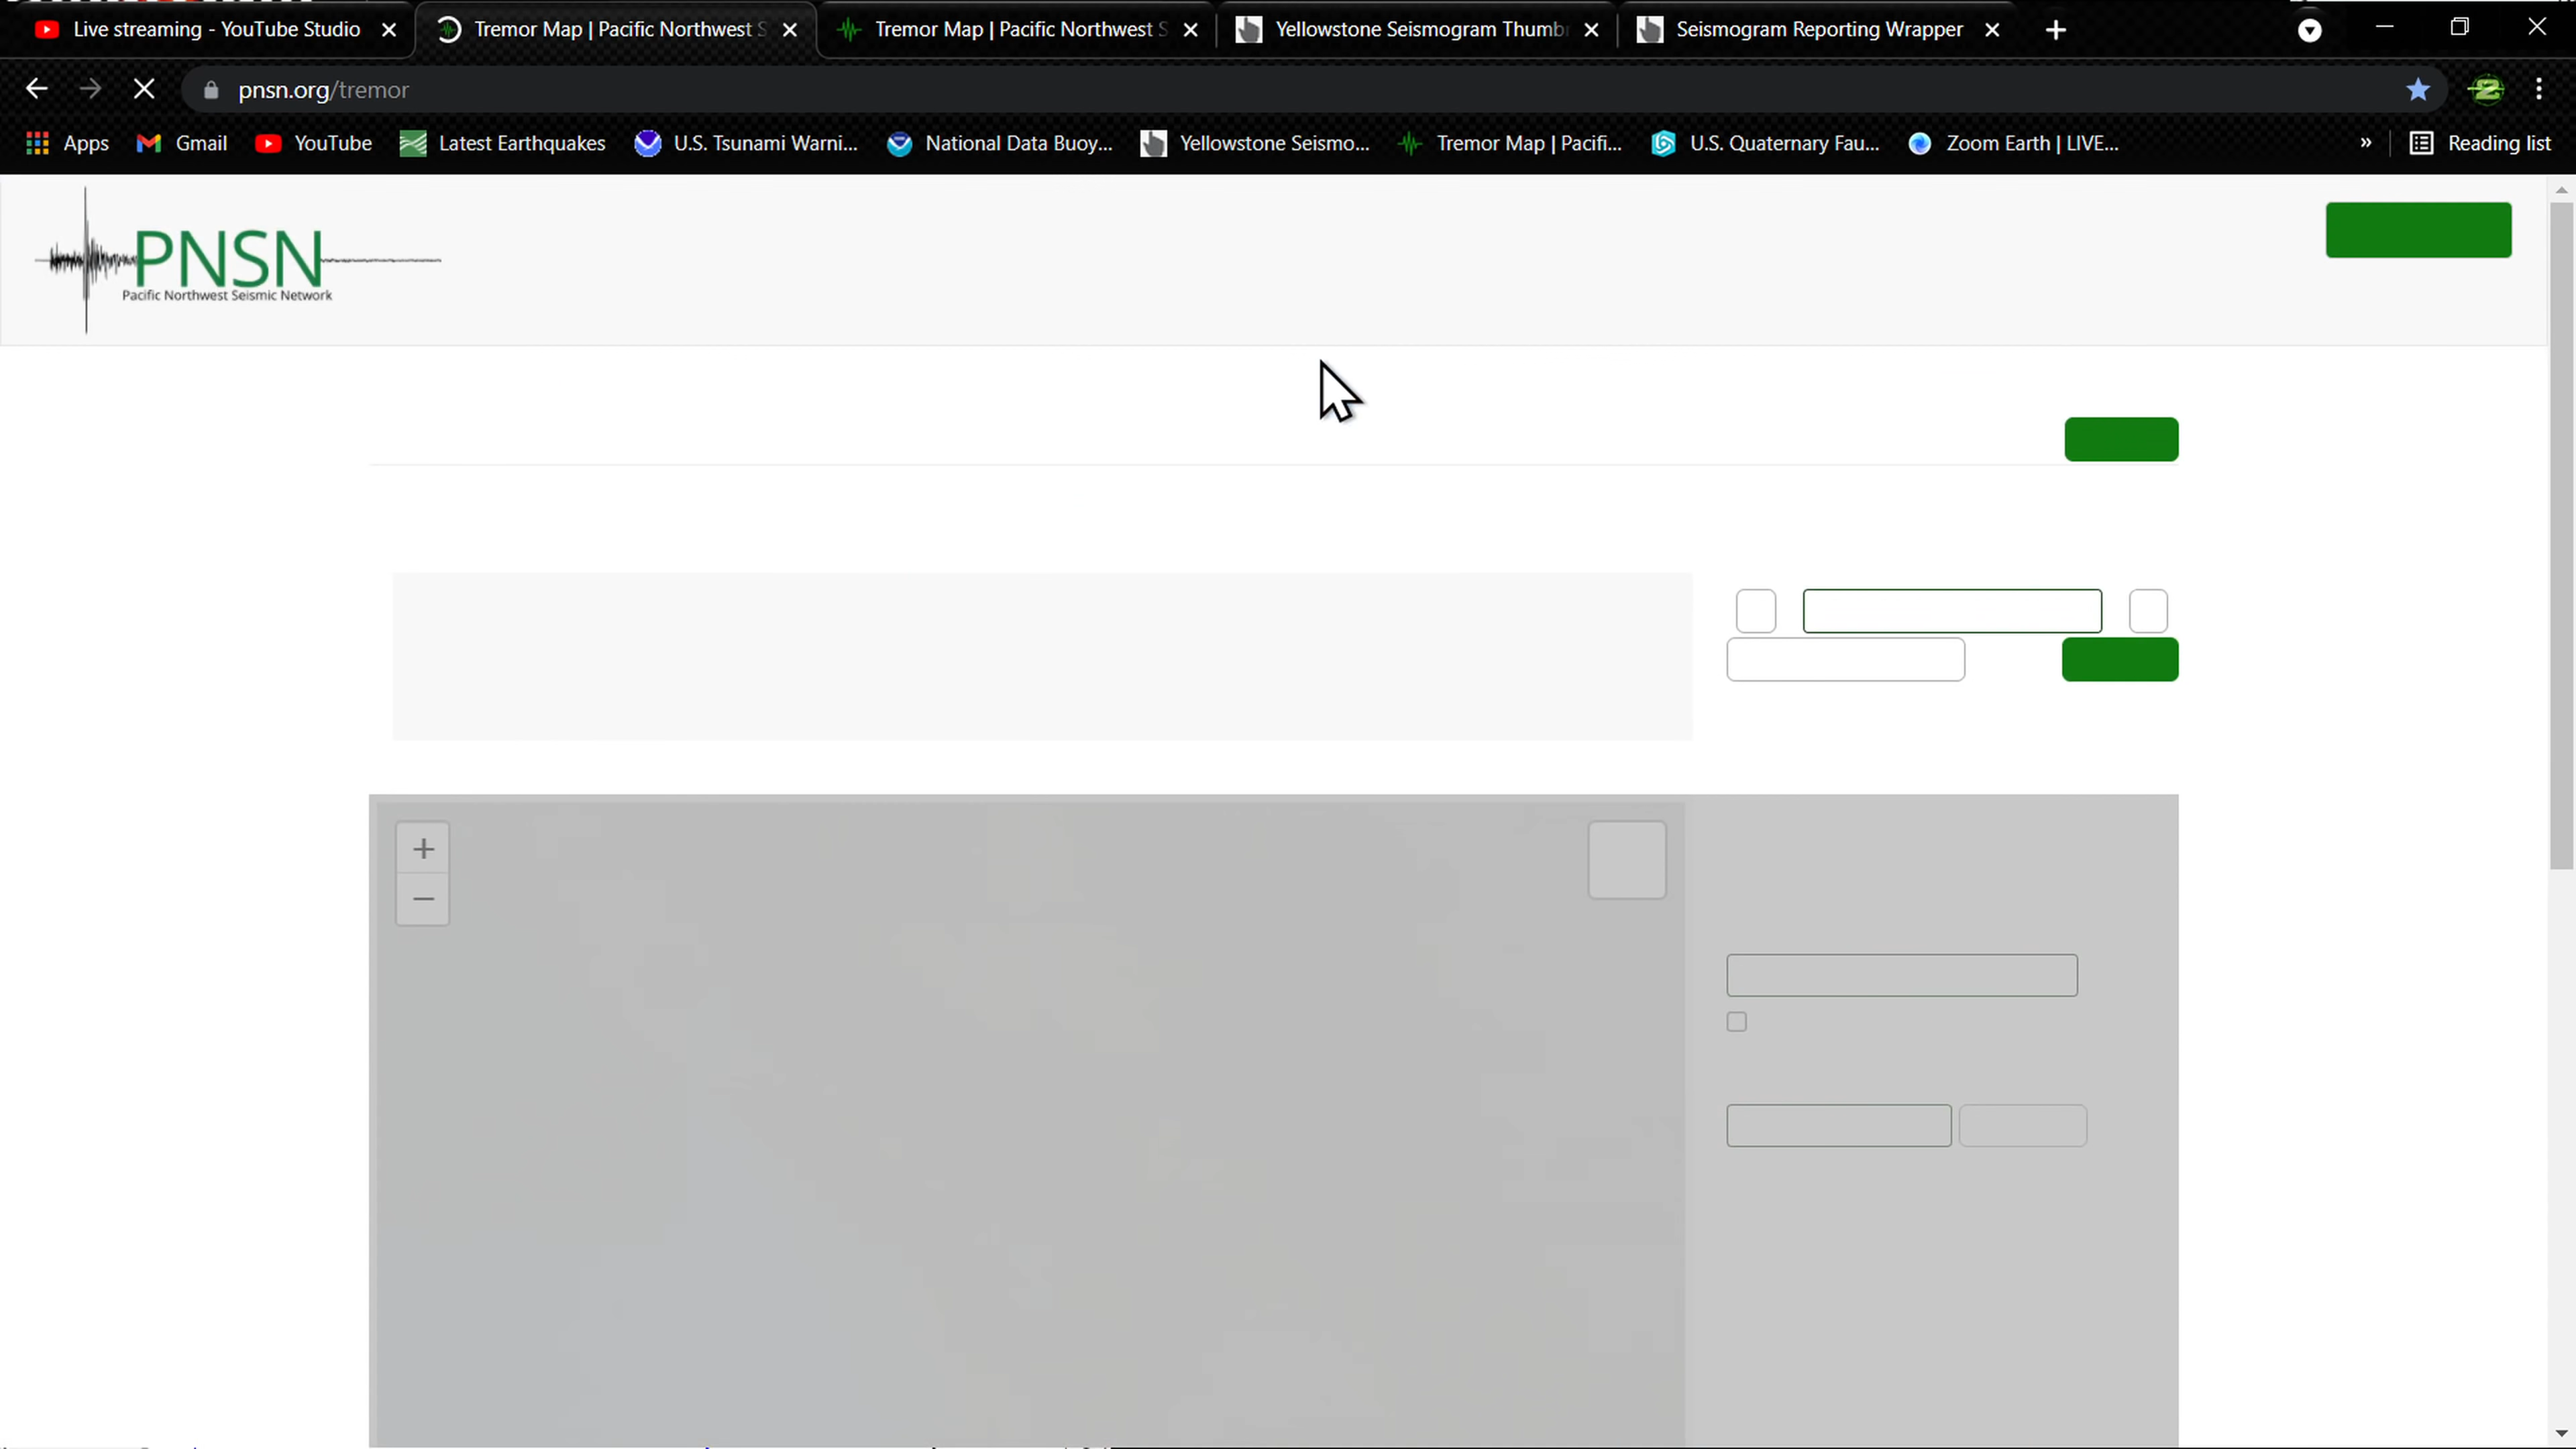 Live streaming - YouTube Studio
Tremor Map | Pacific Northwest S
Tremor Map | Pacific Northwest S
Yellowstone Seismogram Thumb
Seismogram Reporting Wrapper
pnsn.org/tremor
Apps
Gmail
YouTube
Latest Earthquakes
U.S. Tsunami Warni...
National Data Buoy...
Yellowstone Seismo...
Tremor Map | Pacifi...
U.S. Quaternary Fau...
Zoom Earth | LIVE...
»
Reading list
PNSN
Pacific Northwest Seismic Network
+
−